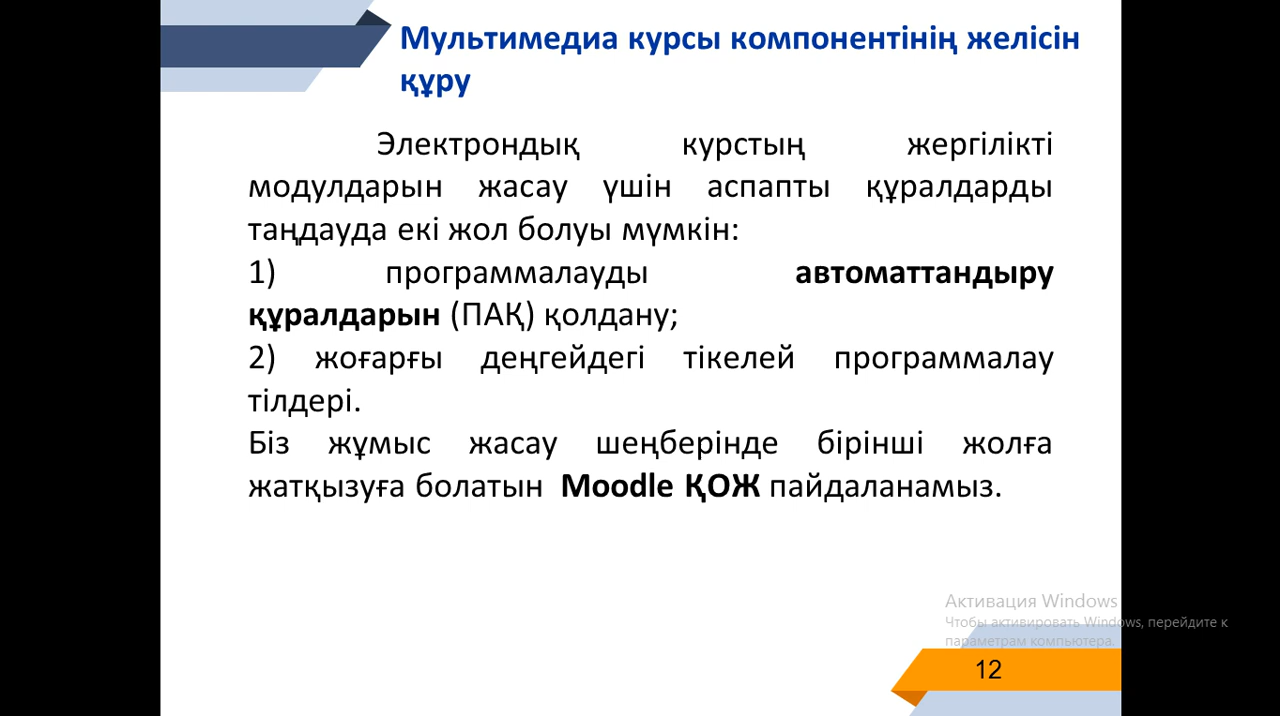 Мультимедиа курсы компонентінің желісін
құру
Электрондық курстың жергілікті
модулдарын жасау үшін аспапты құралдарды
таңдауда екі жол болуы мүмкін:
1) программалауды автоматтандыру
құралдарын (ПАҚ) қолдану;
2) жоғарғы деңгейдегі тікелей программалау
тілдері.
Біз жұмыс жасау шеңберінде бірінші жолға
жатқызуға болатын Moodle ҚОЖ пайдаланамыз.
Активация Windows
Чтобы активировать Windows, перейдите к
параметрам компьютера.
12